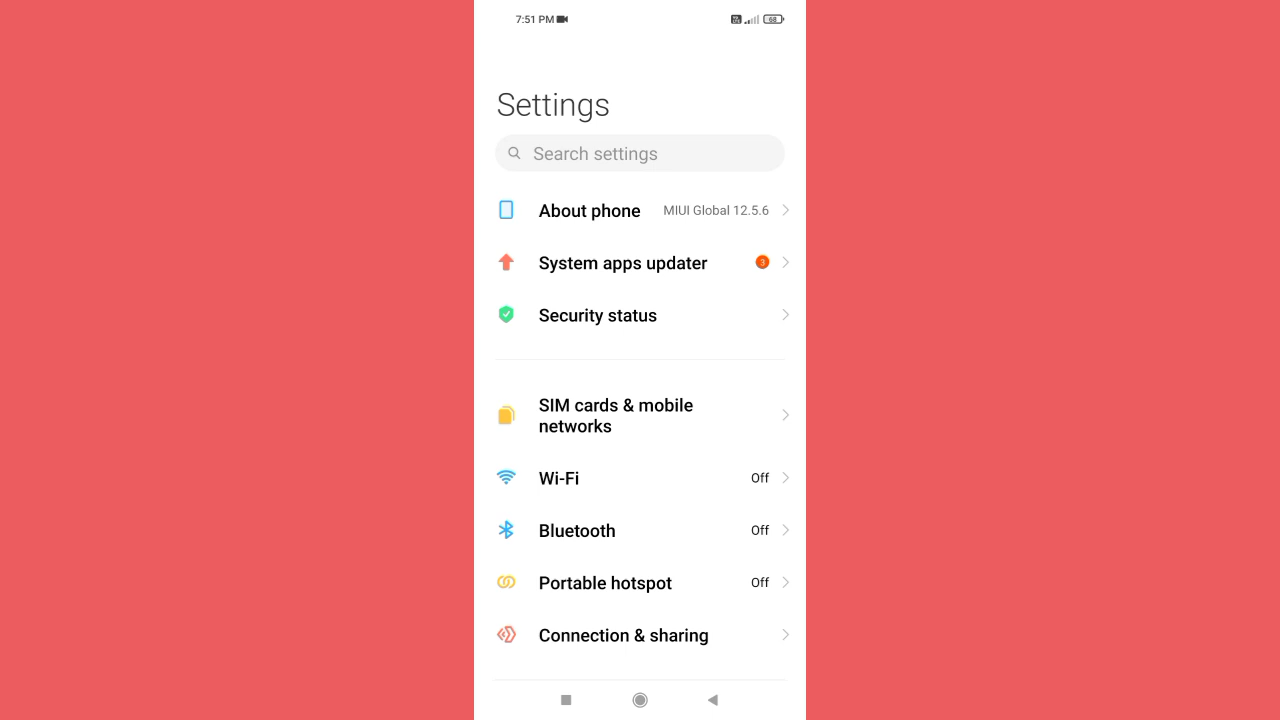 7:51 PM
68
Settings
Search settings
About phone MIUI Global 12.5.6
System apps updater 3
Security status
SIM cards & mobile
networks
Wi-Fi Off
Bluetooth Off
Portable hotspot Off
Connection & sharing